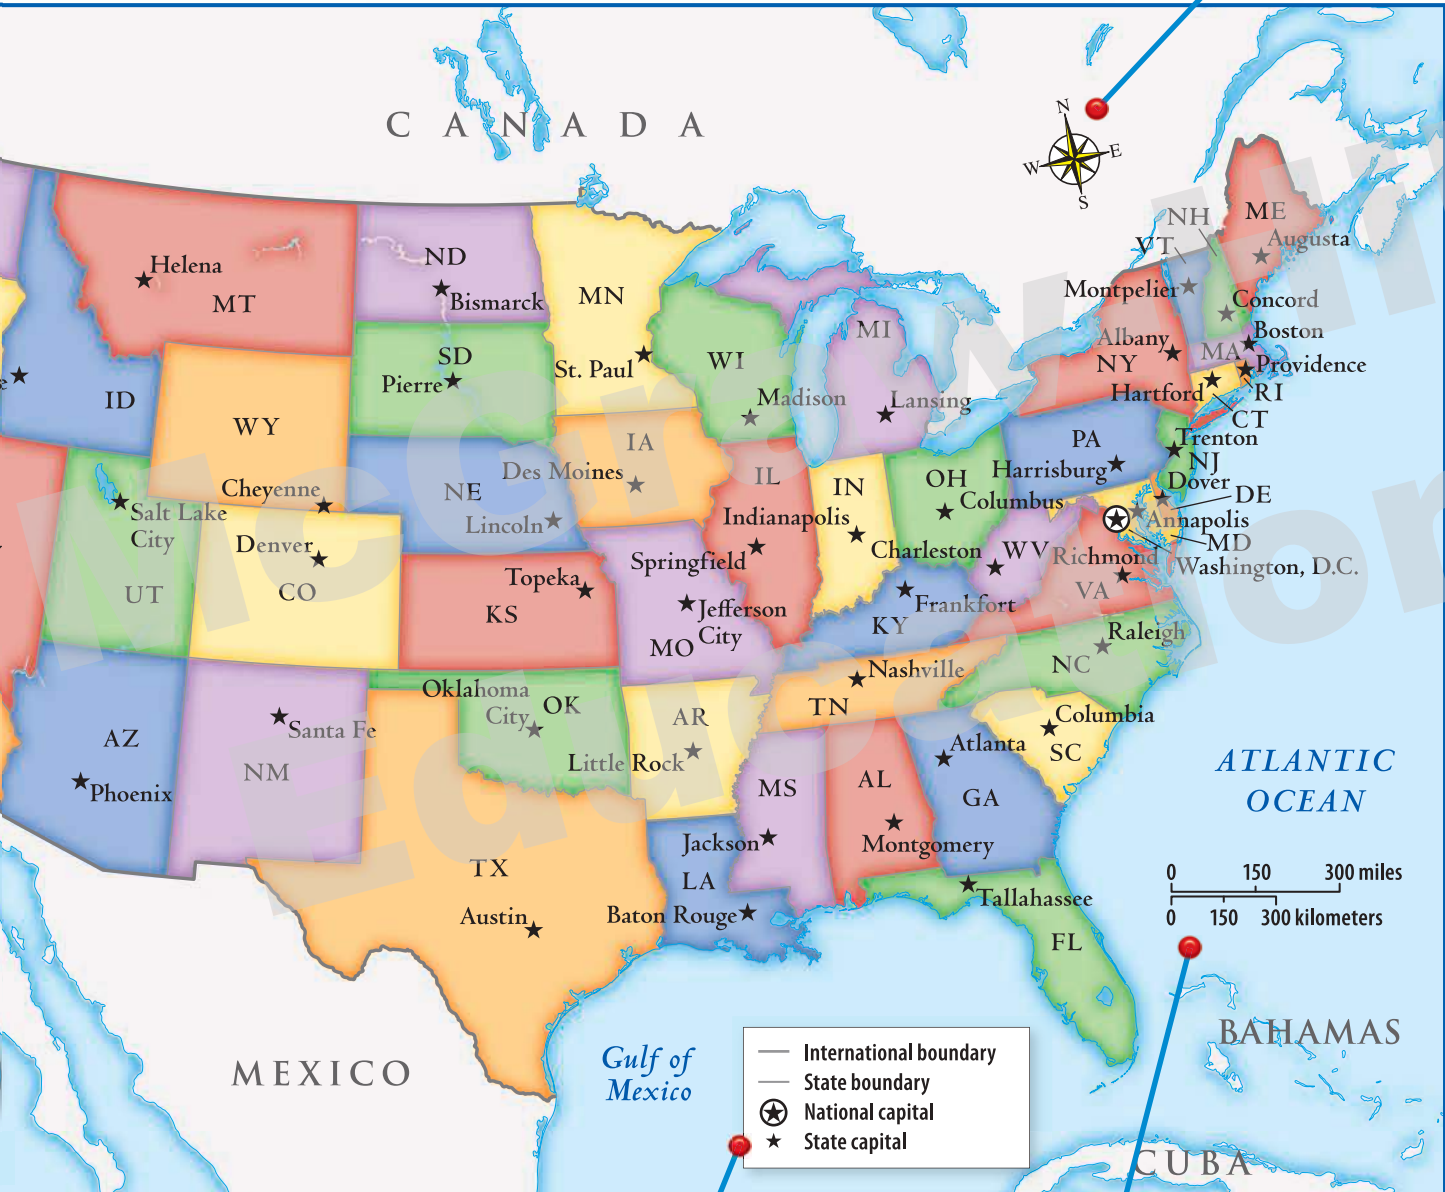 CANADA
N
W
E
S
NH
ME
VT
Augusta
Helena
MT
ND
Bismarck
MN
Montpelier
Concord
MI
Albany
NY
Boston
MA
Providence
SD
Pierre
St. Paul
WI
Madison
Lansing
Hartford
RI
CT
ID
WY
IA
Des Moines
PA
Harrisburg
Trenton
NJ
Dover
DE
Cheyenne
NE
Lincoln
IL
IN
OH
Columbus
Indianapolis
Annapolis
MD
Washington, D.C.
Salt Lake
City
UT
Denver
CO
Topeka
KS
Springfield
Jefferson
City
MO
Charleston
WV
Richmond
VA
Frankfort
KY
Raleigh
NC
Nashville
TN
Oklahoma
City
OK
AR
Little Rock
Columbia
SC
AZ
Phoenix
Santa Fe
NM
MS
Jackson
AL
Montgomery
Atlanta
GA
ATLANTIC
OCEAN
TX
Austin
LA
Baton Rouge
Tallahassee
FL
0 150 300 miles
0 150 300 kilometers
MEXICO
Gulf of
Mexico
BAHAMAS
CUBA
International boundary
State boundary
National capital
State capital
McGraw Hill
Education